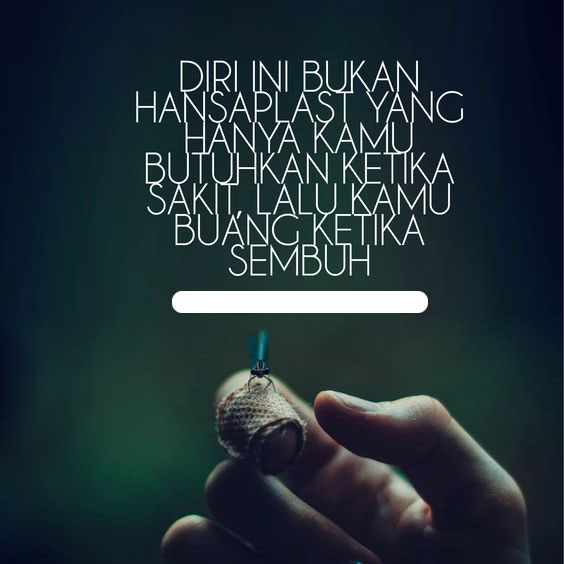 DIRI INI BUKAN
HANSAPLAST YANG
HANYA KAMU
BUTUHKAN KETIKA
SAKIT, LALU KAMU
BUANG KETIKA
SEMBUH